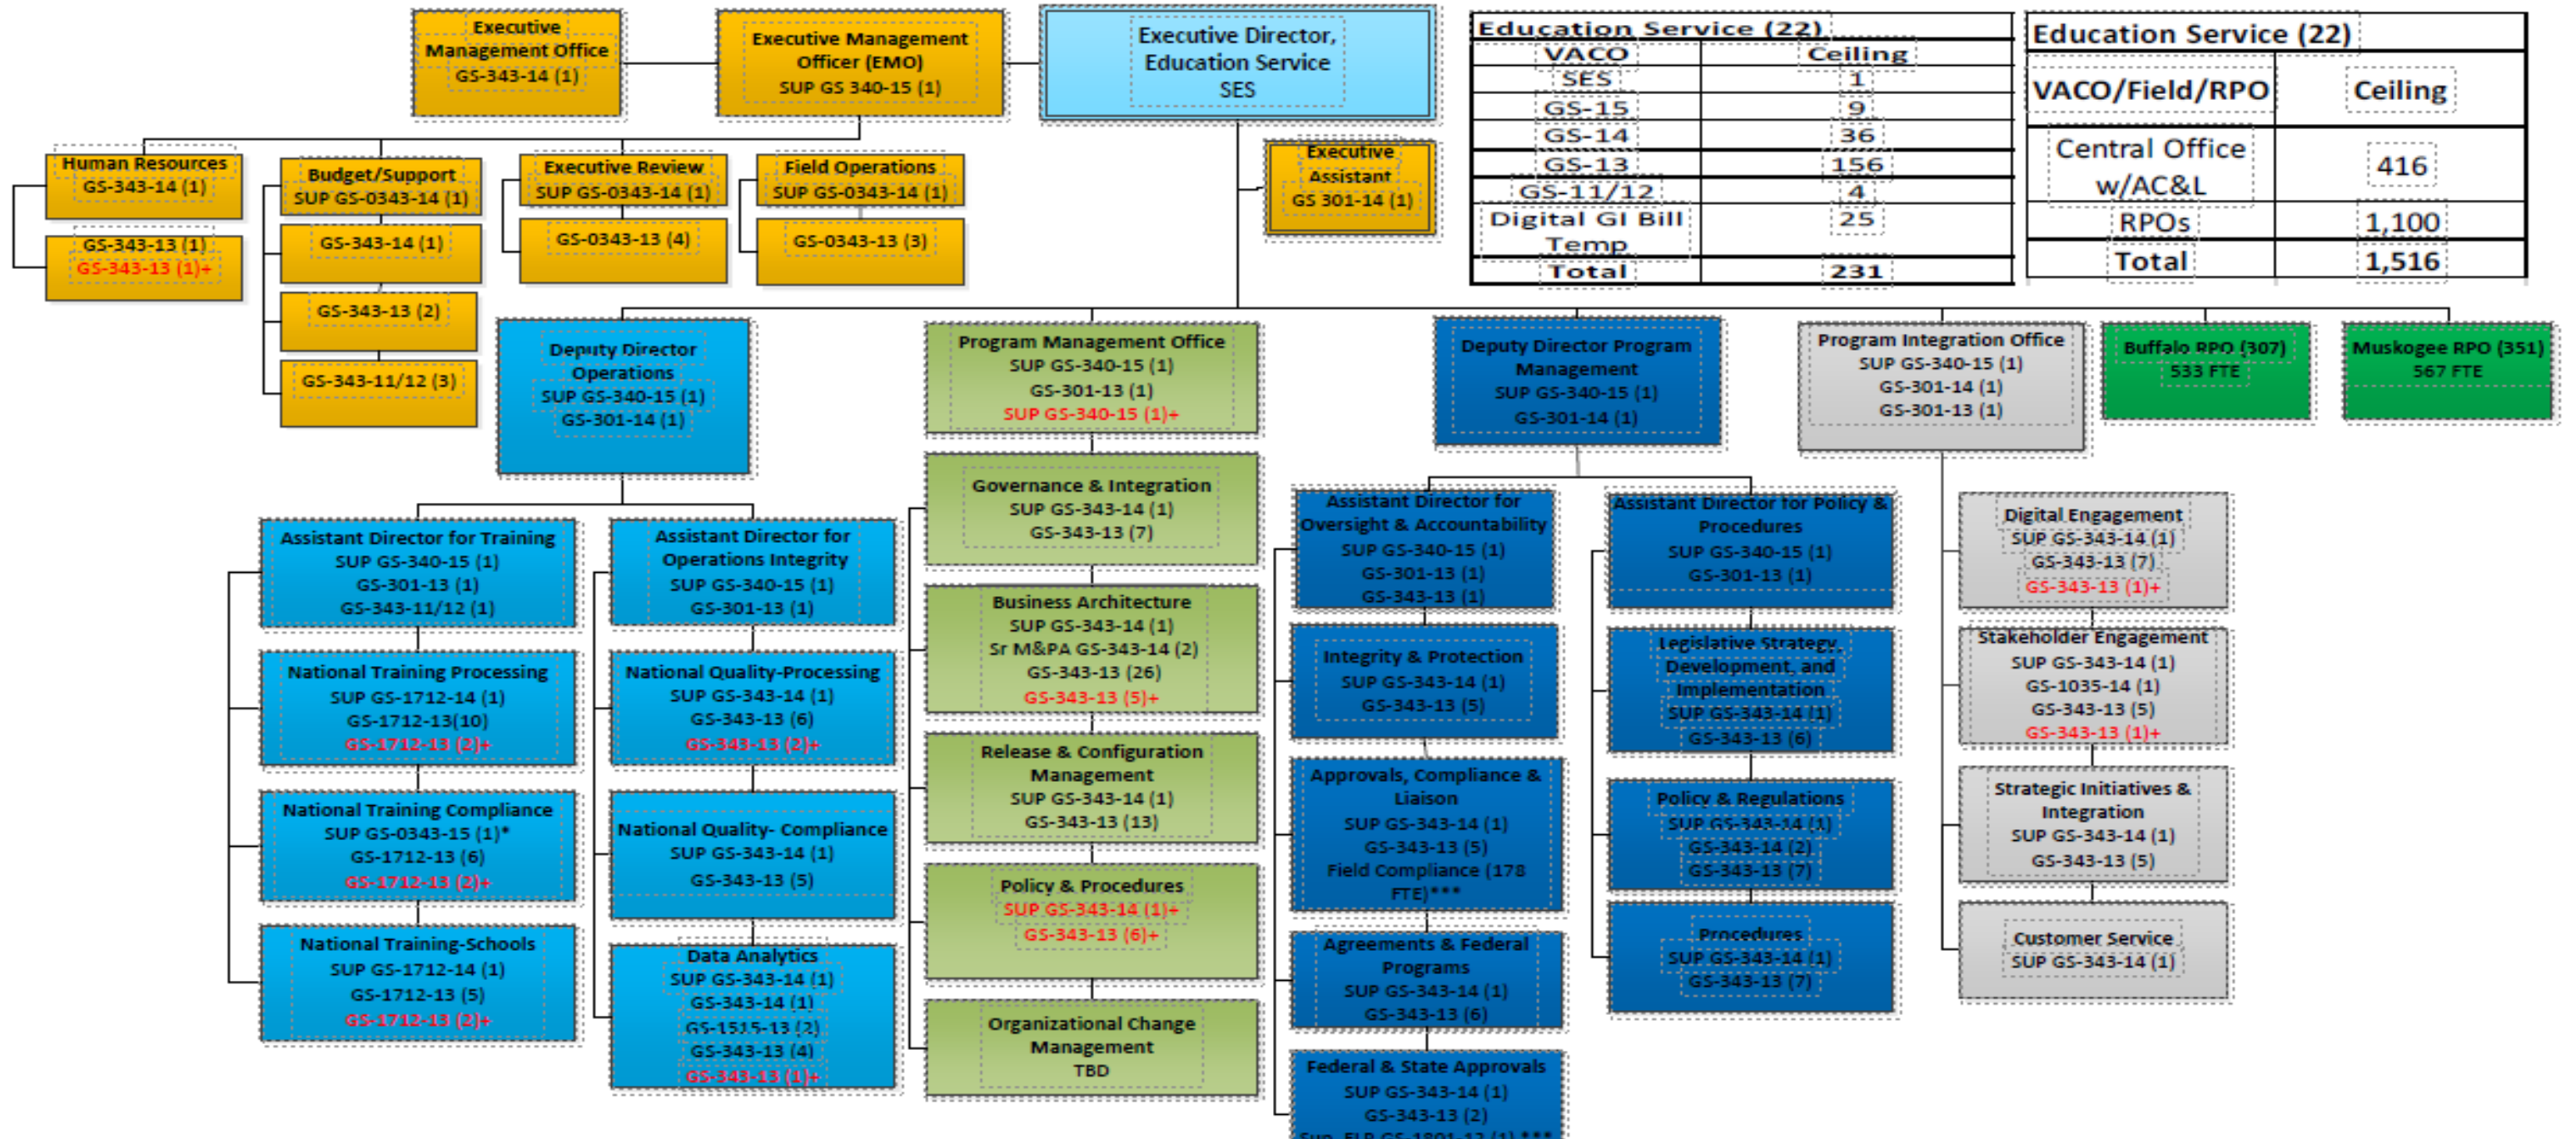 Executive
Management Office
GS-343-14 (1)
Executive Management
Officer (EMO)
SUP GS 340-15 (1)
Executive Director,
Education Service
SES
Education Service (22)
VACO Ceiling
SES 1
GS-15 9
GS-14 36
GS-13 156
GS-11/12 4
Digital GI Bill 25
Temp
Total 231
Education Service (22)
VACO/Field/RPO Ceiling
Central Office
w/AC&L 416
RPOs 1,100
Total 1,516
Human Resources
GS-343-14 (1)
GS-343-13 (1)
GS-343-13 (1)+
Budget/Support
SUP GS-0343-14 (1)
GS-343-14 (1)
GS-343-13 (2)
GS-343-11/12 (3)
Executive Review
SUP GS-0343-14 (1)
GS-0343-13 (4)
Field Operations
SUP GS-0343-14 (1)
GS-0343-13 (3)
Executive
Assistant
GS 301-14 (1)
Deputy Director
Operations
SUP GS-340-15 (1)
GS-301-14 (1)
Program Management Office
SUP GS-340-15 (1)
GS-301-13 (1)
SUP GS-340-15 (1)+
Deputy Director Program
Management
SUP GS-340-15 (1)
GS-301-14 (1)
Program Integration Office
SUP GS-340-15 (1)
GS-301-14 (1)
GS-301-13 (1)
Buffalo RPO (307)
533 FTE
Muskogee RPO (351)
567 FTE
Assistant Director for Training
SUP GS-340-15 (1)
GS-301-13 (1)
GS-343-11/12 (1)
National Training Processing
SUP GS-1712-14 (1)
GS-1712-13(10)
GS-1712-13 (2)+
National Training Compliance
SUP GS-0343-15 (1)*
GS-1712-13 (6)
GS-1712-13 (2)+
National Training-Schools
SUP GS-1712-14 (1)
GS-1712-13 (5)
GS-1712-13 (2)+
Assistant Director for
Operations Integrity
SUP GS-340-15 (1)
GS-301-13 (1)
National Quality-Processing
SUP GS-343-14 (1)
GS-343-13 (6)
GS-343-13 (2)+
National Quality- Compliance
SUP GS-343-14 (1)
GS-343-13 (5)
Data Analytics
SUP GS-343-14 (1)
GS-343-14 (1)
GS-1515-13 (2)
GS-343-13 (4)
GS-343-13 (1)+
Governance & Integration
SUP GS-343-14 (1)
GS-343-13 (7)
Business Architecture
SUP GS-343-14 (1)
Sr M&PA GS-343-14 (2)
GS-343-13 (26)
GS-343-13 (5)+
Release & Configuration
Management
SUP GS-343-14 (1)
GS-343-13 (13)
Policy & Procedures
SUP GS-343-14 (1)+
GS-343-13 (6)+
Organizational Change
Management
TBD
Assistant Director for
Oversight & Accountability
SUP GS-340-15 (1)
GS-301-13 (1)
GS-343-13 (1)
Integrity & Protection
SUP GS-343-14 (1)
GS-343-13 (5)
Approvals, Compliance &
Liaison
SUP GS-343-14 (1)
GS-343-13 (5)
Field Compliance (178
FTE)***
Agreements & Federal
Programs
SUP GS-343-14 (1)
GS-343-13 (6)
Federal & State Approvals
SUP GS-343-14 (1)
GS-343-13 (2)
Sup. ELR GS-1801-13 (1) ***
Assistant Director for Policy &
Procedures
SUP GS-340-15 (1)
GS-301-13 (1)
Legislative Strategy,
Development, and
Implementation
SUP GS-343-14 (1)
GS-343-13 (6)
Policy & Regulations
SUP GS-343-14 (1)
GS-343-14 (2)
GS-343-13 (7)
Procedures
SUP GS-343-14 (1)
GS-343-13 (7)
Digital Engagement
SUP GS-343-14 (1)
GS-343-13 (7)
GS-343-13 (1)+
Stakeholder Engagement
SUP GS-343-14 (1)
GS-1035-14 (1)
GS-343-13 (5)
GS-343-13 (1)+
Strategic Initiatives &
Integration
SUP GS-343-14 (1)
GS-343-13 (5)
Customer Service
SUP GS-343-14 (1)